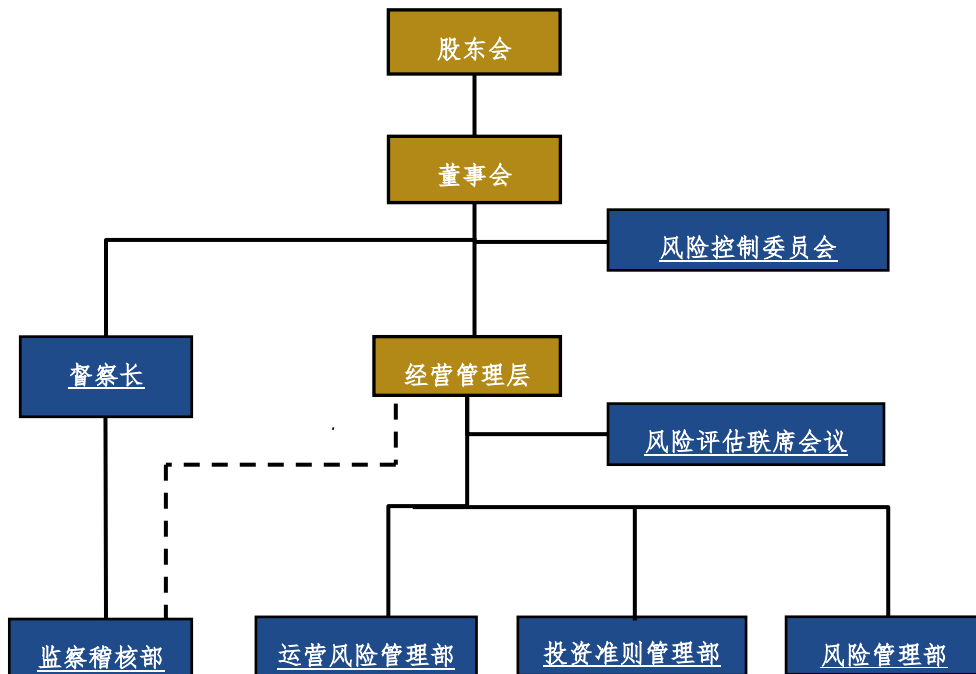 股东会
董事会
风险控制委员会
督察长
经营管理层
风险评估联席会议
监察稽核部
运营风险管理部
投资准则管理部
风险管理部